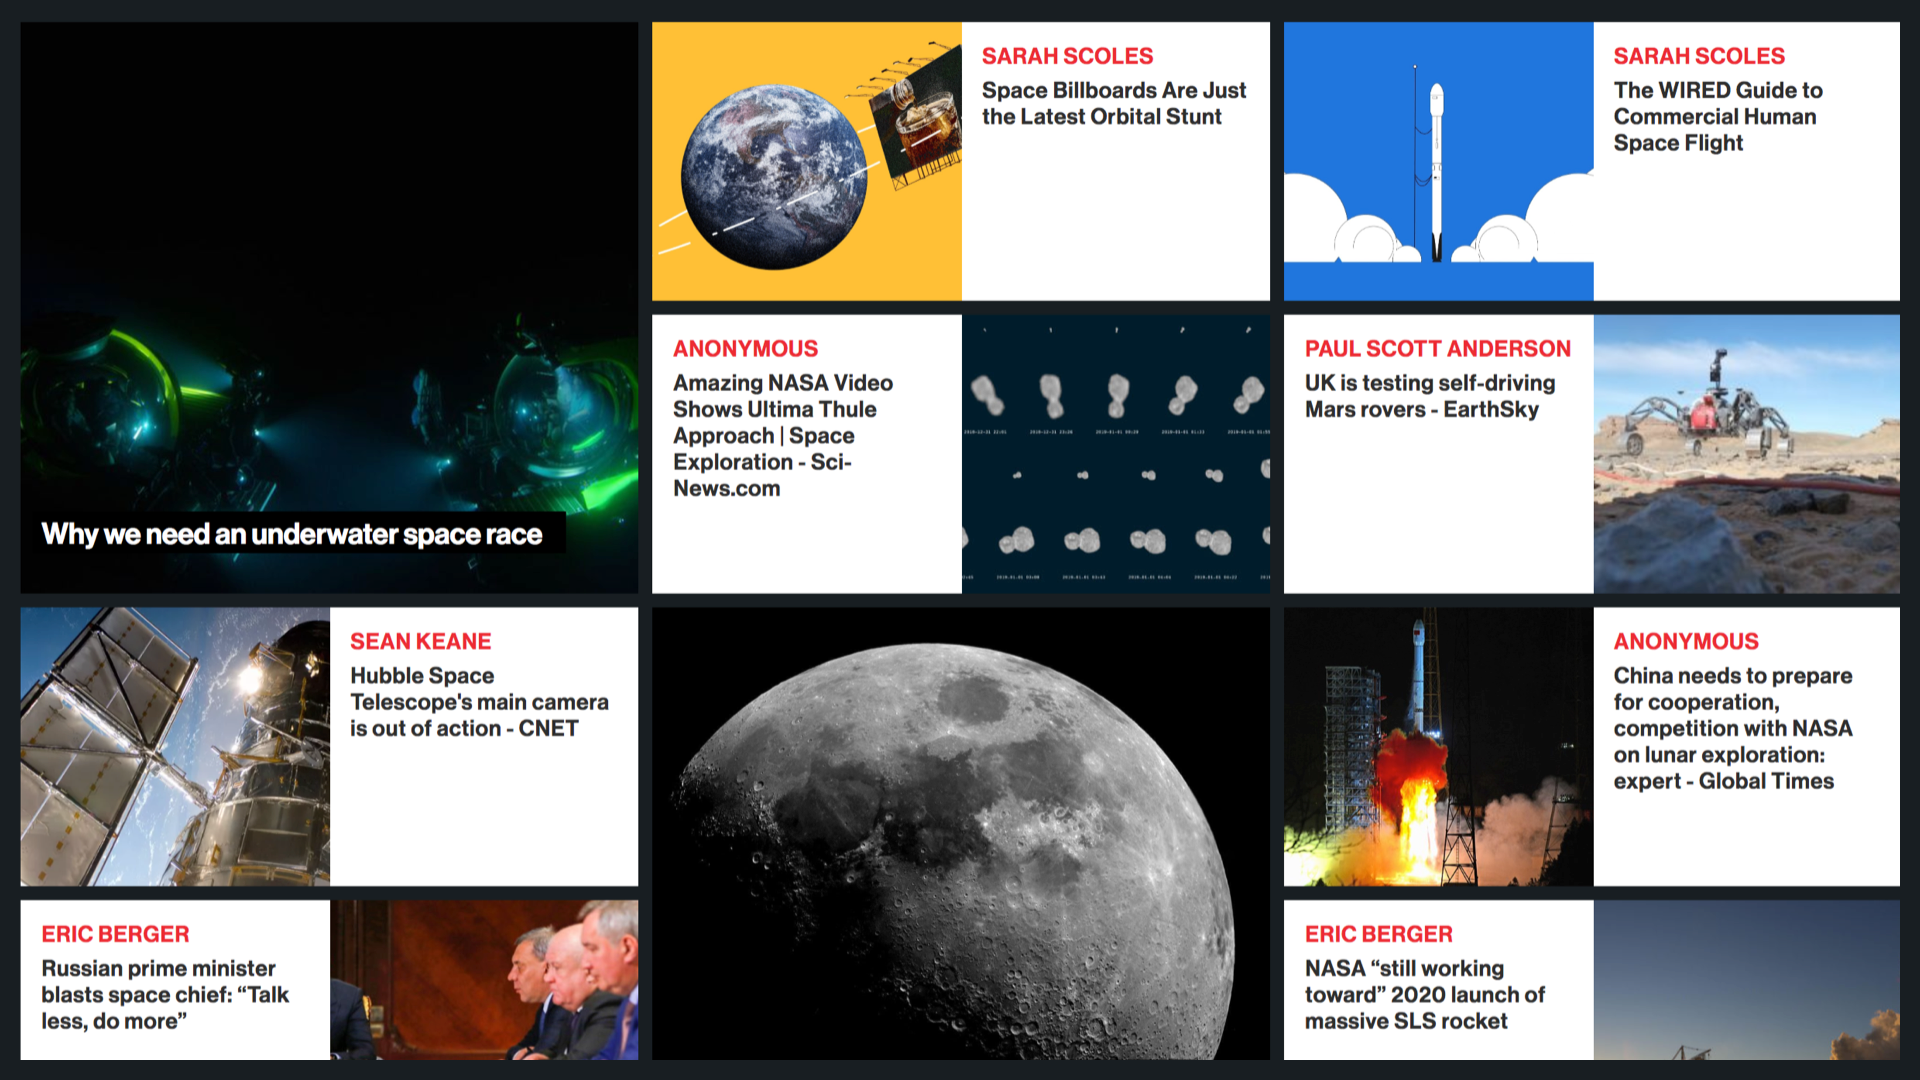 Why we need an underwater space race
SARAH SCOLES
Space Billboards Are Just
the Latest Orbital Stunt
SARAH SCOLES
The WIRED Guide to
Commercial Human
Space Flight
ANONYMOUS
Amazing NASA Video
Shows Ultima Thule
Approach | Space
Exploration - Sci-
News.com
PAUL SCOTT ANDERSON
UK is testing self-driving
Mars rovers - EarthSky
SEAN KEANE
Hubble Space
Telescope's main camera
is out of action - CNET
ANONYMOUS
China needs to prepare
for cooperation,
competition with NASA
on lunar exploration:
expert - Global Times
ERIC BERGER
Russian prime minister
blasts space chief: “Talk
less, do more”
ERIC BERGER
NASA “still working
toward” 2020 launch of
massive SLS rocket